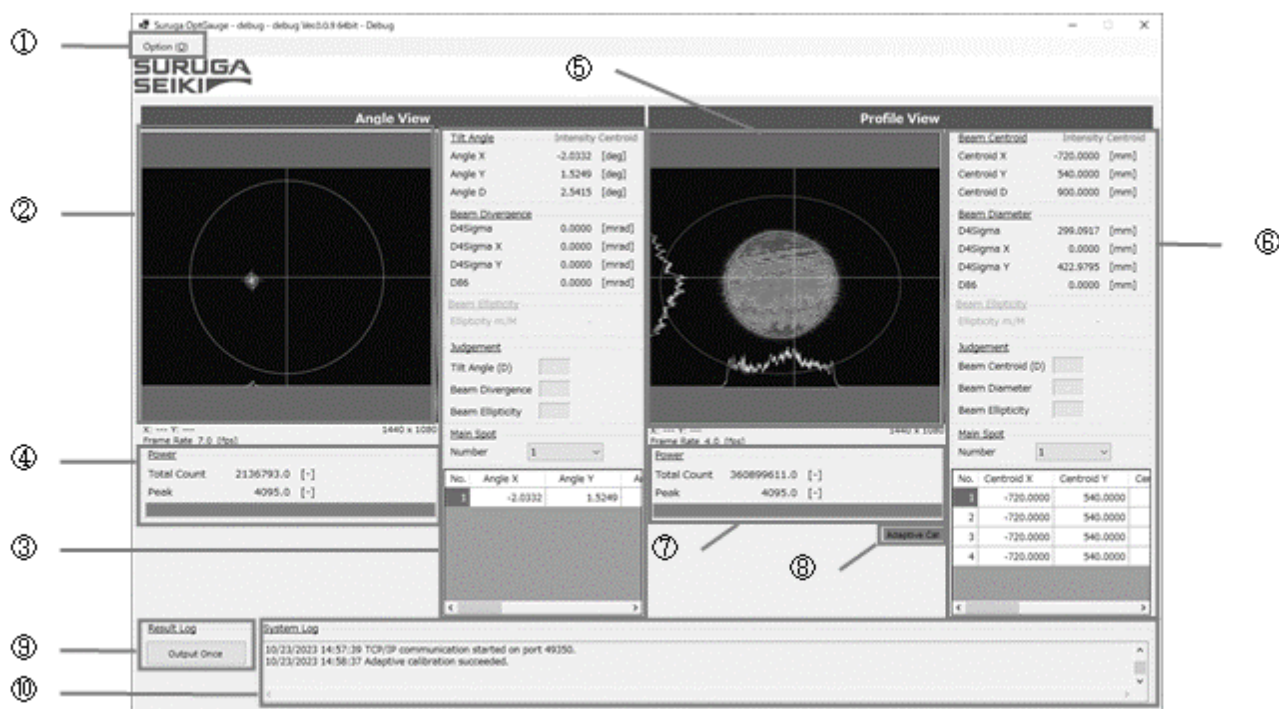 Suruga OptGauge - debug - debug Ver.0.0.9 64bit - Debug
① Option (O)
SURUGA
SEIKI
Angle View
Profile View
②
Tilt Angle Intensity Centroid
Angle X -2.0332 [deg]
Angle Y 1.5249 [deg]
Angle D 2.5415 [deg]
Beam Divergence
D4Sigma 0.0000 [mrad]
D4Sigma X 0.0000 [mrad]
D4Sigma Y 0.0000 [mrad]
D86 0.0000 [mrad]
Beam Ellipticity
Ellipticity m/M -
Judgement
Tilt Angle (D)
Beam Divergence
Beam Ellipticity
Main Spot
Number 1
No. Angle X Angle Y
1 -2.0332 1.5249
③
X: --- Y: --- 1440 x 1080
Frame Rate 7.0 [fps]
④
Power
Total Count 2136793.0 [-]
Peak 4095.0 [-]
⑤
⑥
Beam Centroid Intensity Centroid
Centroid X -720.0000 [mm]
Centroid Y 540.0000 [mm]
Centroid D 900.0000 [mm]
Beam Diameter
D4Sigma 299.0917 [mm]
D4Sigma X 0.0000 [mm]
D4Sigma Y 422.9795 [mm]
D86 0.0000 [mm]
Beam Ellipticity
Ellipticity m/M -
Judgement
Beam Centroid (D)
Beam Diameter
Beam Ellipticity
Main Spot
Number 1
No. Centroid X Centroid Y Cen
1 -720.0000 540.0000
2 -720.0000 540.0000
3 -720.0000 540.0000
4 -720.0000 540.0000
X: --- Y: --- 1440 x 1080
Frame Rate 4.0 [fps]
Power
Total Count 360899611.0 [-]
Peak 4095.0 [-]
⑦
⑧ Adaptive Cal
⑨
Result Log
Output Once
⑩
System Log
10/23/2023 14:57:39 TCP/IP communication started on port 49350.
10/23/2023 14:58:37 Adaptive calibration succeeded.